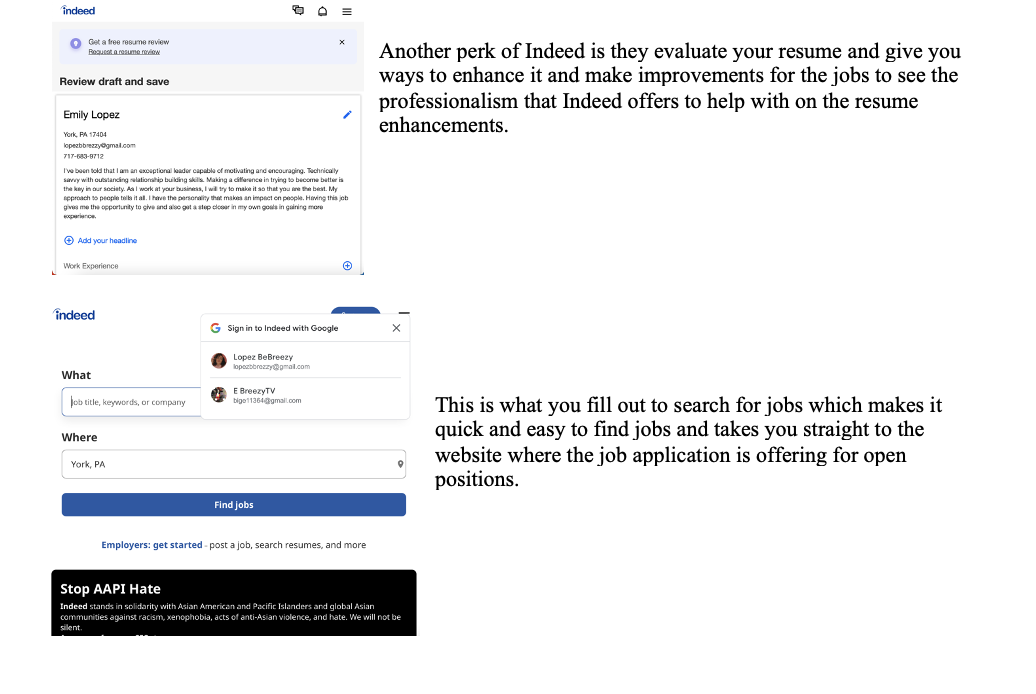 indeed
Get a free resume review
Request a resume review
Review draft and save
Another perk of Indeed is they evaluate your resume and give you
ways to enhance it and make improvements for the jobs to see the
professionalism that Indeed offers to help with on the resume
enhancements.
Emily Lopez
York, PA 17404
lopezbbrezzy@gmail.com
717-683-9712
I've been told that I am an exceptional leader capable of motivating and encouraging. Technically
savvy with outstanding relationship building skills. Making a difference in trying to become better is
the key in our society. As I work at your business, I will try to make it so that you are the best. My
approach to people tells it all. I have the personality that makes an impact on people. Having this job
gives me the opportunity to give and also get a step closer in my own goals in gaining more
experience.
Add your headline
Work Experience
indeed
Sign in to Indeed with Google
Lopez BeBreezy
lopezbbrezzy@gmail.com
E BreezyTV
bige11364@gmail.com
What
Job title, keywords, or company
Where
York, PA
Find jobs
Employers: get started - post a job, search resumes, and more
This is what you fill out to search for jobs which makes it
quick and easy to find jobs and takes you straight to the
website where the job application is offering for open
positions.
Stop AAPI Hate
Indeed stands in solidarity with Asian American and Pacific Islanders and global Asian
communities against racism, xenophobia, acts of anti-Asian violence, and hate. We will not be
silent.